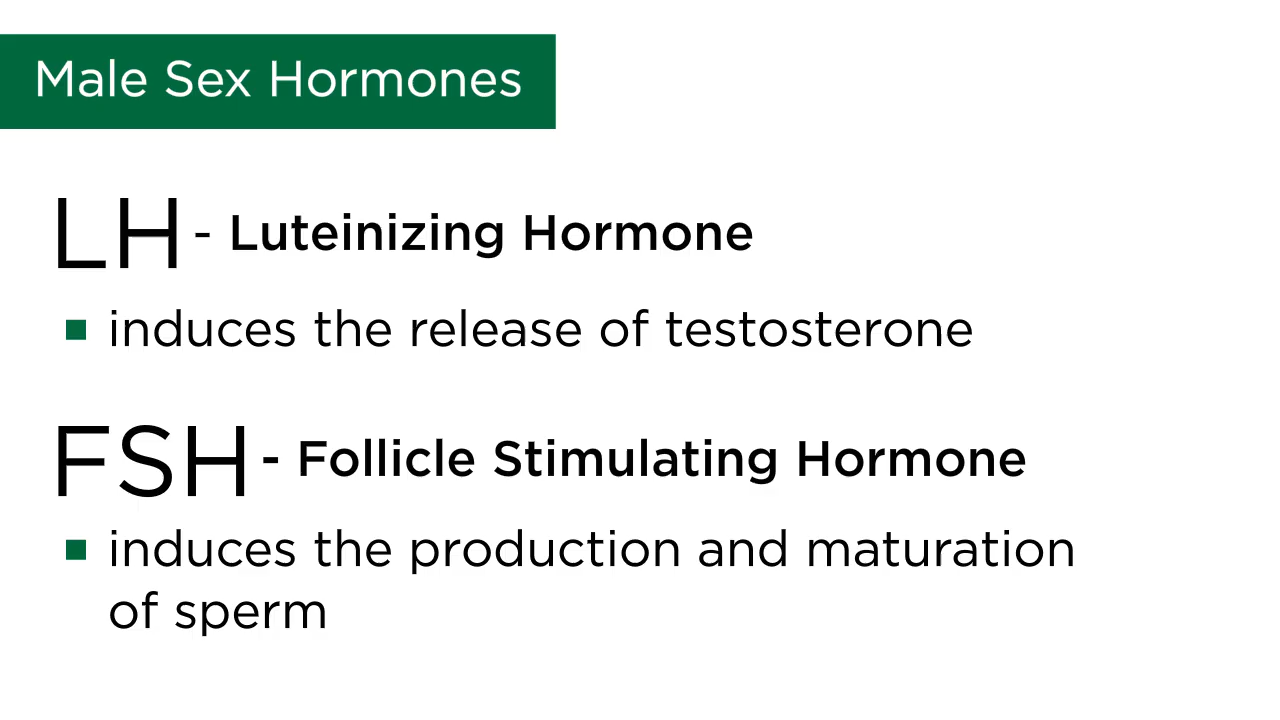 Male Sex Hormones
LH - Luteinizing Hormone
■ induces the release of testosterone
FSH - Follicle Stimulating Hormone
■ induces the production and maturation
of sperm